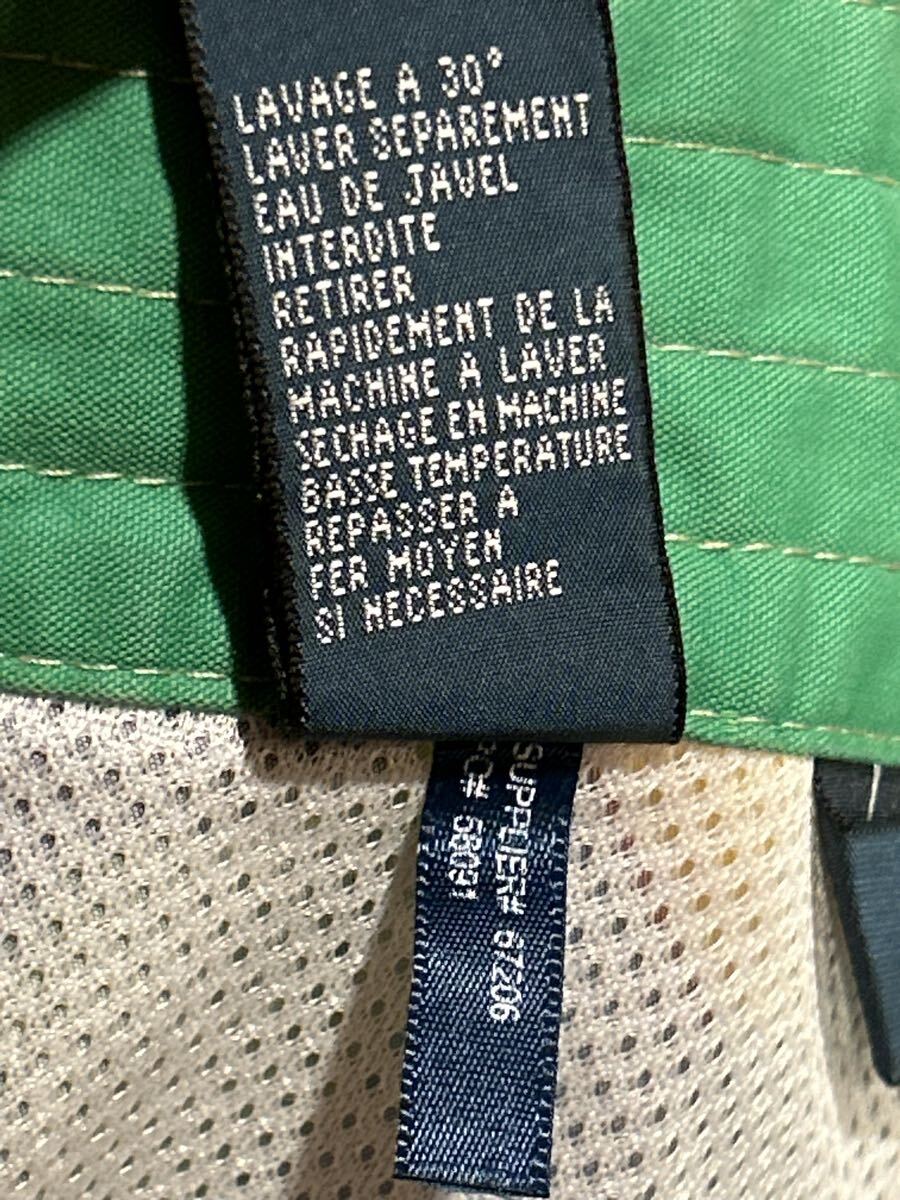 LAVAGE A 30°
LAVER SEPAREMENT
EAU DE JAVEL
INTERDITE
RETIRER
RAPIDEMENT DE LA
MACHINE A LAVER
SECHAGE EN MACHINE
BASSE TEMPERATURE
REPASSER A
FER MOYEN
SI NECESSAIRE
SUPPLIER# 67206